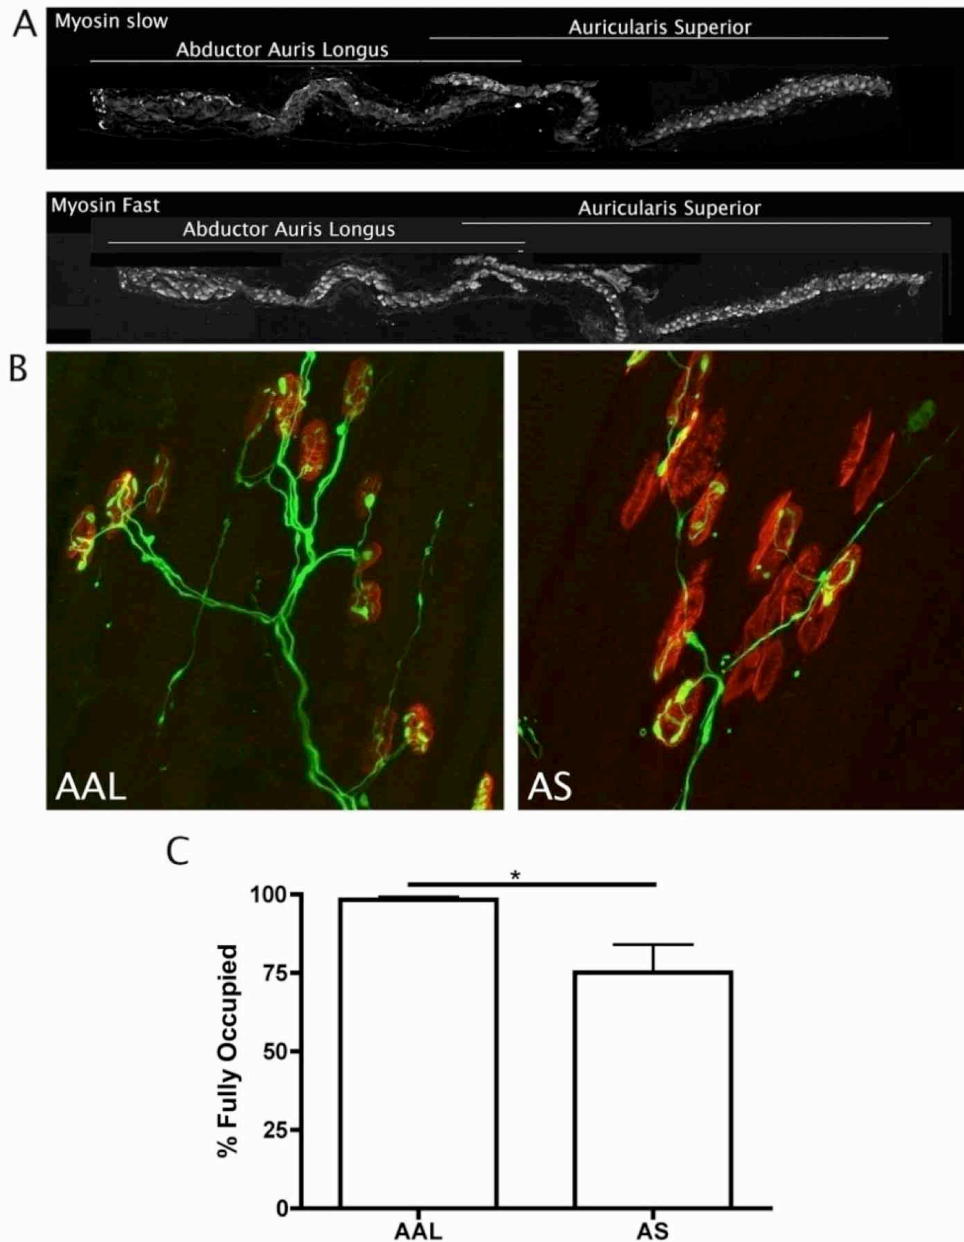 A
Myosin slow
Auricularis Superior
Abductor Auris Longus
Myosin Fast
Auricularis Superior
Abductor Auris Longus
B
AAL
AS
C
*
100
75
50
25
0
% Fully Occupied
AAL
AS